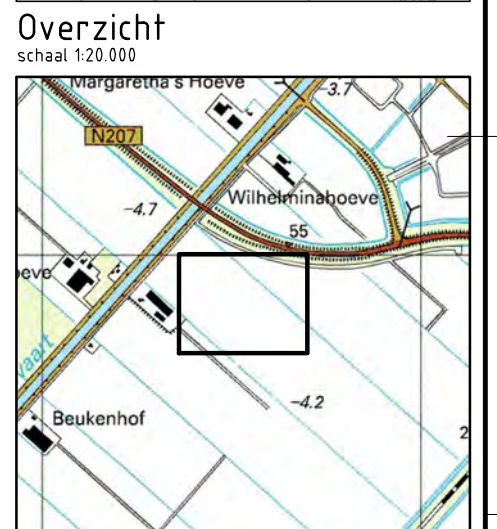 Overzicht
schaal 1:20.000
Margaretha's Hoeve
-3.7
N207
Wilhelminahoeve
-4.7
55
oeve
vaart
-4.2
Beukenhof
2